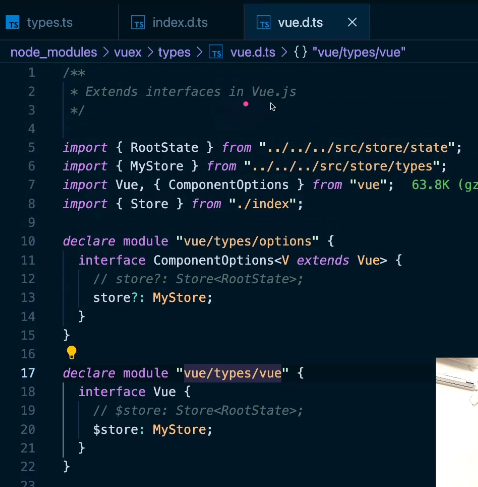 TS types.ts TS index.d.ts TS vue.d.ts ×
node_modules > vuex > types > TS vue.d.ts > {} "vue/types/vue"
1 /**
2 * Extends interfaces in Vue.js
3 */
4
5 import { RootState } from "../../../src/store/state";
6 import { MyStore } from "../../../src/store/types";
7 import Vue, { ComponentOptions } from "vue"; 63.8K (gz
8 import { Store } from "./index";
9
10 declare module "vue/types/options" {
11 interface ComponentOptions<V extends Vue> {
12 // store?: Store<RootState>;
13 store?: MyStore;
14 }
15 }
16
17 declare module "vue/types/vue" {
18 interface Vue {
19 // $store: Store<RootState>;
20 $store: MyStore;
21 }
22 }
23